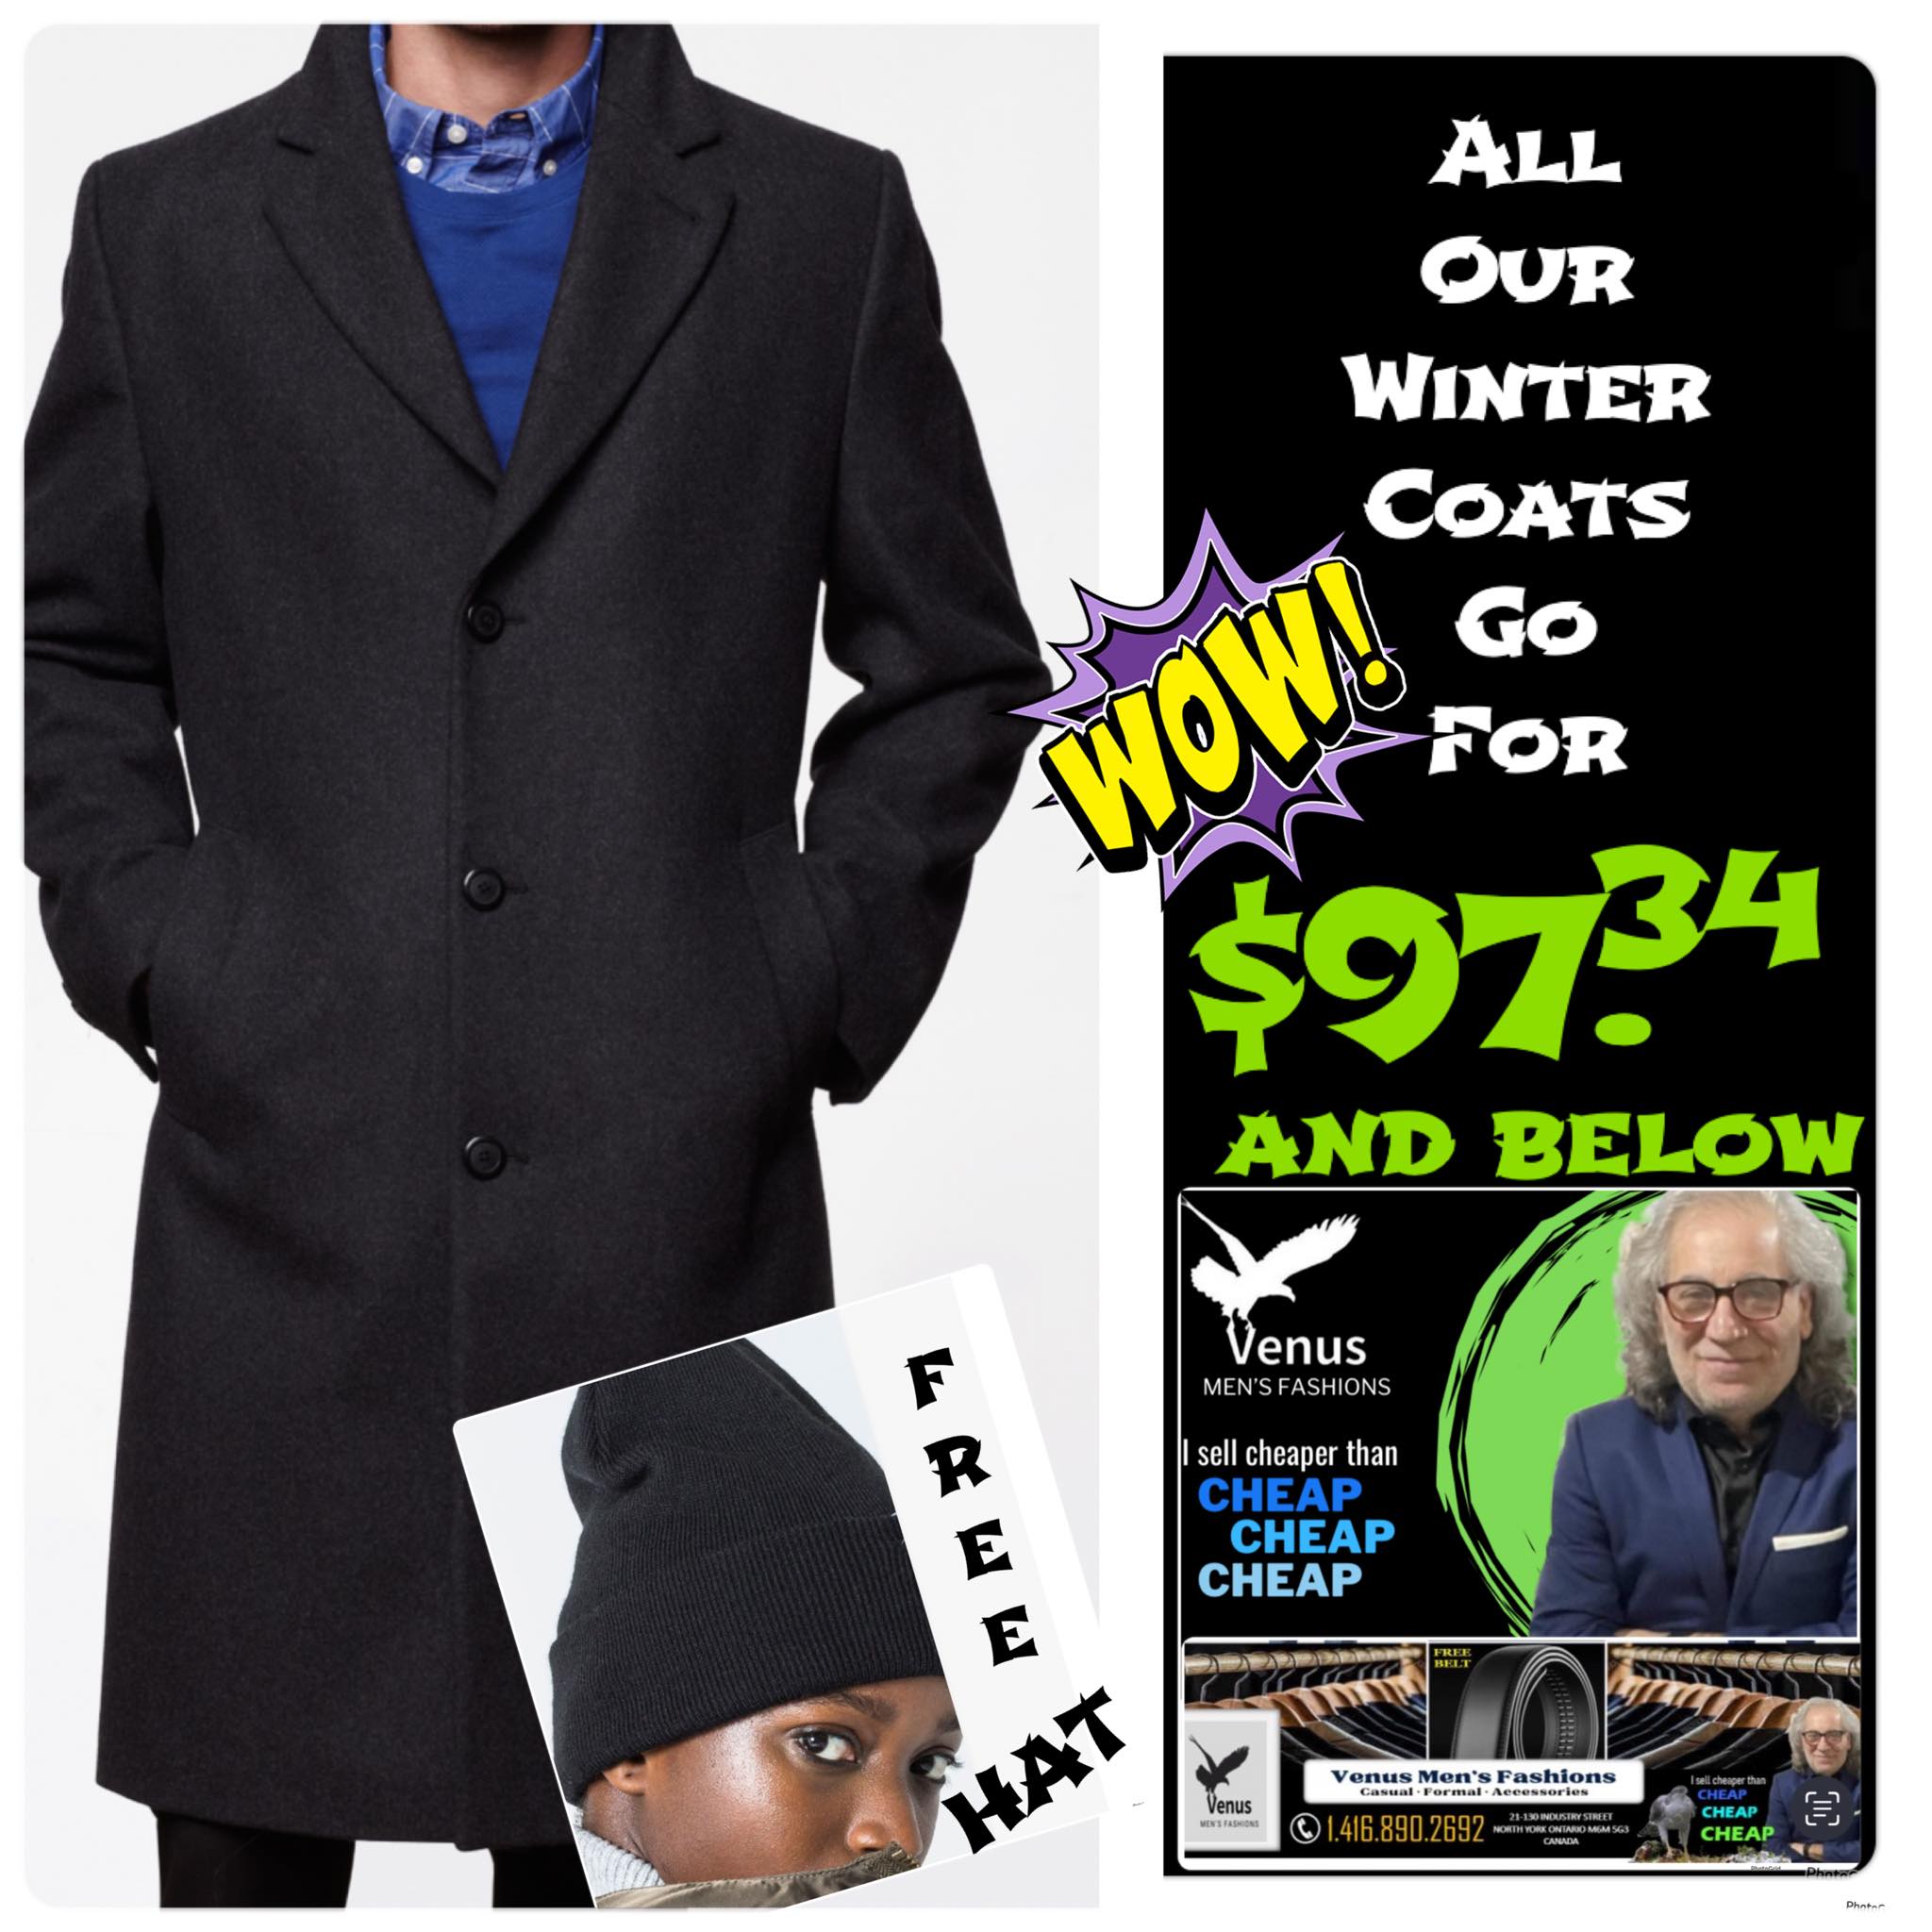 All
Our
Winter
Coats
Go
For
WOW!
$97.34
AND BELOW
FREE
HAT
Venus
MEN'S FASHIONS
I sell cheaper than
CHEAP
CHEAP
CHEAP
FREE
BELT
Venus
MEN'S FASHIONS
Venus Men's Fashions
Casual · Formal · Accessories
1.416.890.2692
21-130 INDUSTRY STREET
NORTH YORK ONTARIO M6M 5G3
CANADA
I sell cheaper than
CHEAP
CHEAP
CHEAP
PhotoGrid